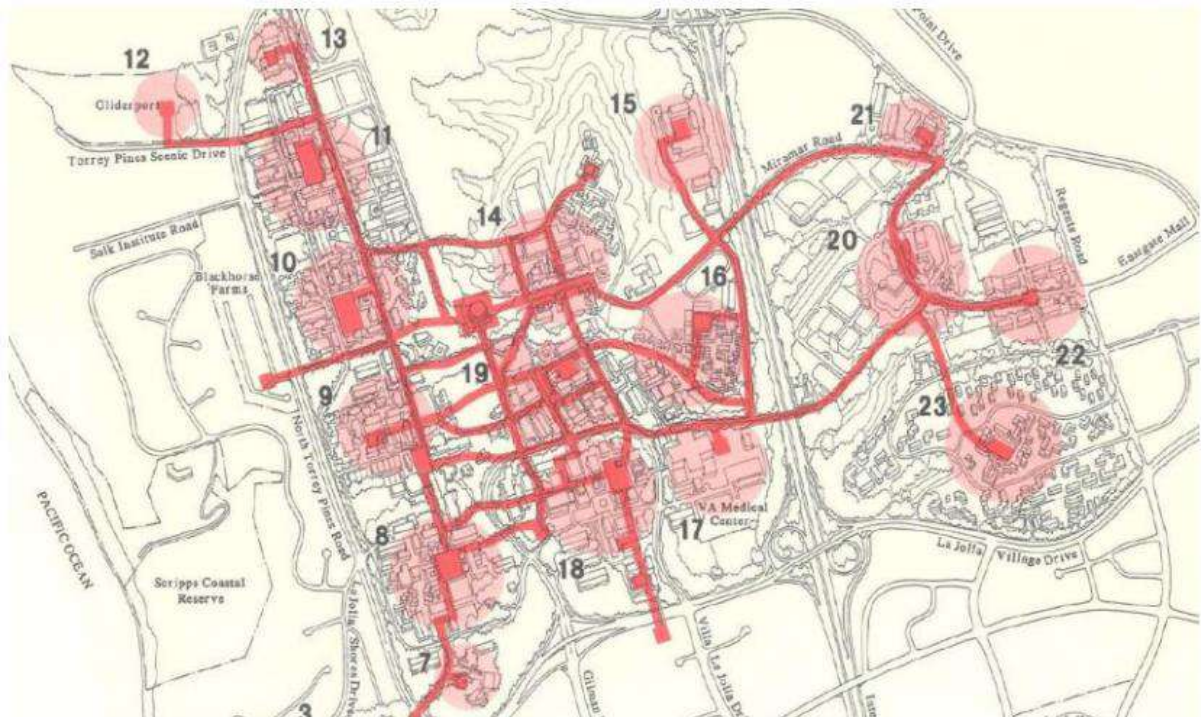 Point Drive
13
12
Gliderport
15
21
11
Miramar Road
Torrey Pines Scenic Drive
Regents Road
14
Salk Institute Road
20
Eastgate Mall
10
Blackhorse
Farms
16
19
22
9
23
North Torrey Pines Road
PACIFIC OCEAN
VA Medical
Center
17
8
La Jolla Village Drive
18
Scripps Coastal
Reserve
La Jolla Shores Drive
7
Villa La Jolla Dr
Gilman
3